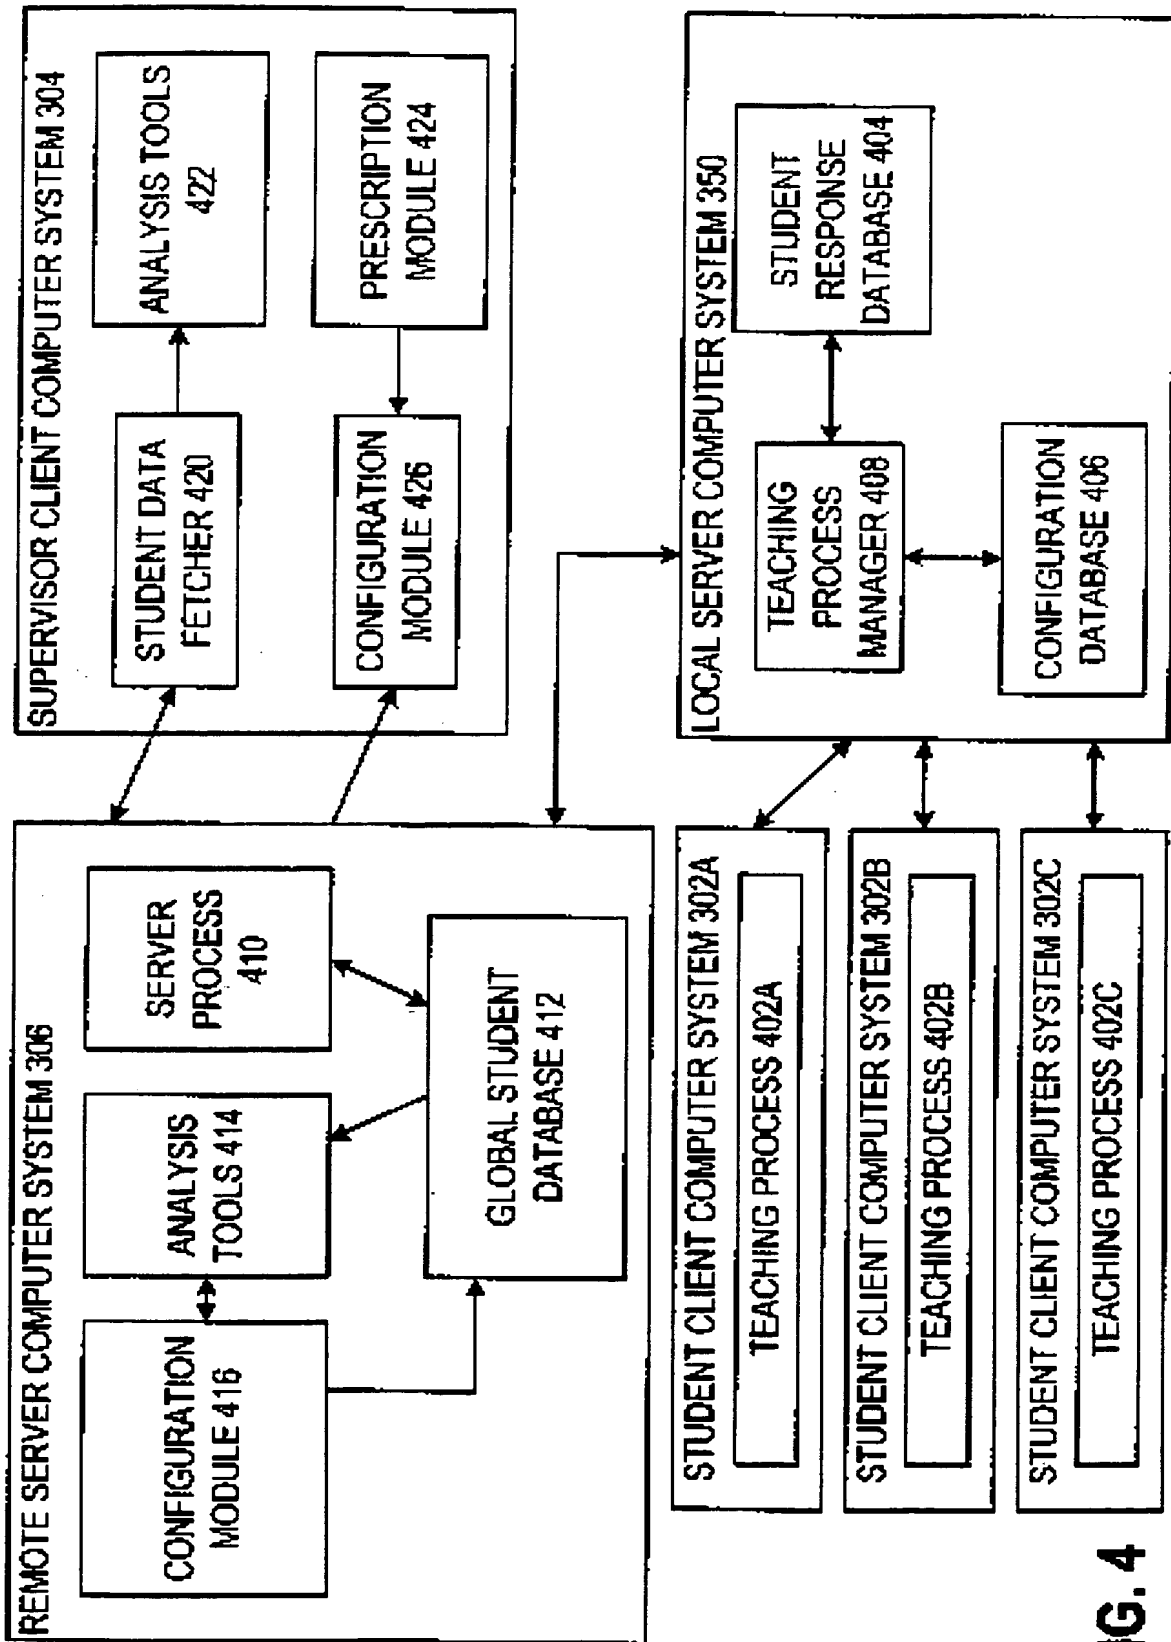 REMOTE SERVER COMPUTER SYSTEM 306
CONFIGURATION
MODULE 416
ANALYSIS
TOOLS 414
SERVER
PROCESS
410
GLOBAL STUDENT
DATABASE 412
SUPERVISOR CLIENT COMPUTER SYSTEM 304
STUDENT DATA
FETCHER 420
ANALYSIS TOOLS
422
CONFIGURATION
MODULE 426
PRESCRIPTION
MODULE 424
STUDENT CLIENT COMPUTER SYSTEM 302A
TEACHING PROCESS 402A
STUDENT CLIENT COMPUTER SYSTEM 302B
TEACHING PROCESS 402B
STUDENT CLIENT COMPUTER SYSTEM 302C
TEACHING PROCESS 402C
LOCAL SERVER COMPUTER SYSTEM 350
TEACHING
PROCESS
MANAGER 408
STUDENT
RESPONSE
DATABASE 404
CONFIGURATION
DATABASE 406
IG. 4